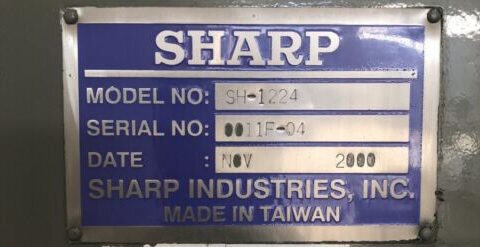 SHARP
MODEL NO: SH-1224
SERIAL NO: 0011F-04
DATE : NOV 2000
SHARP INDUSTRIES, INC.
MADE IN TAIWAN